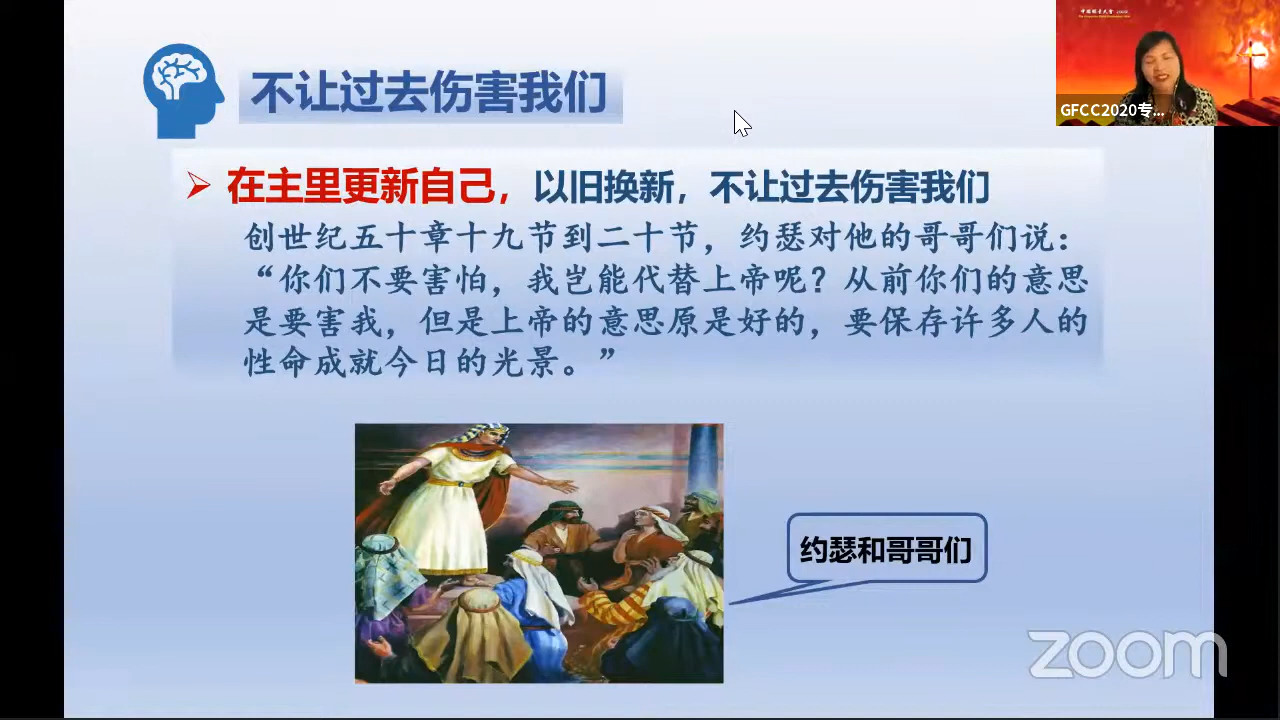 不让过去伤害我们
GFCC2020专...
在主里更新自己，以旧换新，不让过去伤害我们
创世纪五十章十九节到二十节，约瑟对他的哥哥们说：
“你们不要害怕，我岂能代替上帝呢？从前你们的意思
是要害我，但是上帝的意思原是好的，要保存许多人的
性命成就今日的光景。”
约瑟和哥哥们
zoom